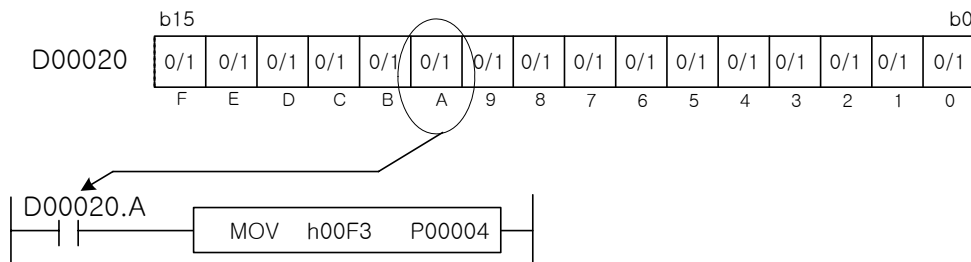 b15 b0
D00020 0/1 0/1 0/1 0/1 0/1 0/1 0/1 0/1 0/1 0/1 0/1 0/1 0/1 0/1 0/1 0/1
F E D C B A 9 8 7 6 5 4 3 2 1 0
D00020.A
MOV h00F3 P00004